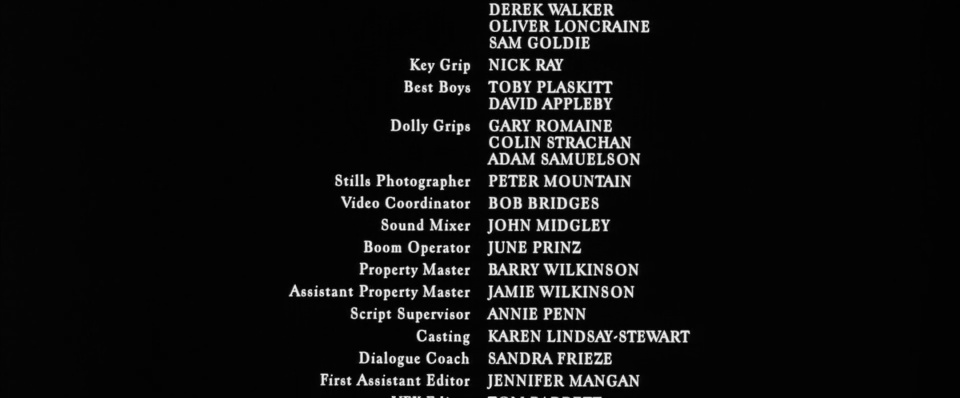 DEREK WALKER
OLIVER LONCRAINE
SAM GOLDIE
Key Grip NICK RAY
Best Boys TOBY PLASKITT
DAVID APPLEBY
Dolly Grips GARY ROMAINE
COLIN STRACHAN
ADAM SAMUELSON
Stills Photographer PETER MOUNTAIN
Video Coordinator BOB BRIDGES
Sound Mixer JOHN MIDGLEY
Boom Operator JUNE PRINZ
Property Master BARRY WILKINSON
Assistant Property Master JAMIE WILKINSON
Script Supervisor ANNIE PENN
Casting KAREN LINDSAY-STEWART
Dialogue Coach SANDRA FRIEZE
First Assistant Editor JENNIFER MANGAN